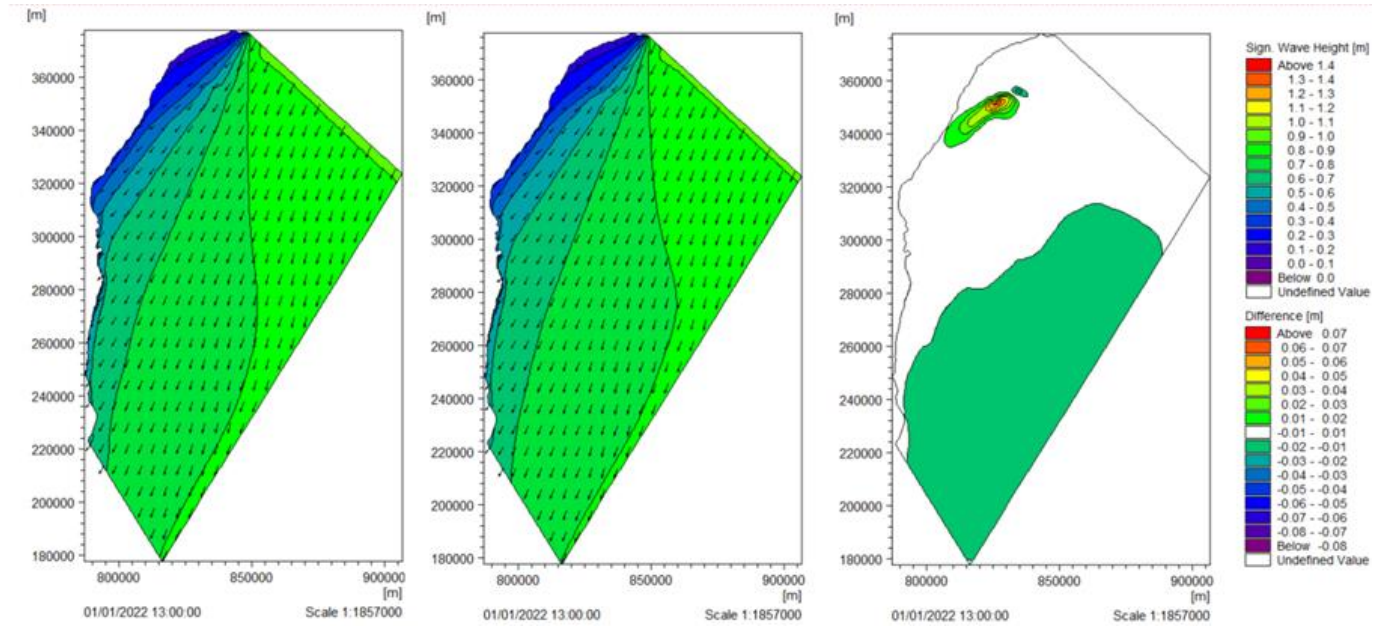 [m]
360000
340000
320000
300000
280000
260000
240000
220000
200000
180000
800000
850000
900000
[m]
01/01/2022 13:00:00
Scale 1:1857000
[m]
360000
340000
320000
300000
280000
260000
240000
220000
200000
180000
800000
850000
900000
[m]
01/01/2022 13:00:00
Scale 1:1857000
[m]
360000
340000
320000
300000
280000
260000
240000
220000
200000
180000
800000
850000
900000
[m]
01/01/2022 13:00:00
Scale 1:1857000
Sign. Wave Height [m]
Above 1.4
1.3 - 1.4
1.2 - 1.3
1.1 - 1.2
1.0 - 1.1
0.9 - 1.0
0.8 - 0.9
0.7 - 0.8
0.6 - 0.7
0.5 - 0.6
0.4 - 0.5
0.3 - 0.4
0.2 - 0.3
0.1 - 0.2
0.0 - 0.1
Below 0.0
Undefined Value
Difference [m]
Above 0.07
0.06 - 0.07
0.05 - 0.06
0.04 - 0.05
0.03 - 0.04
0.02 - 0.03
0.01 - 0.02
-0.01 - 0.01
-0.02 - -0.01
-0.03 - -0.02
-0.04 - -0.03
-0.05 - -0.04
-0.06 - -0.05
-0.07 - -0.06
-0.08 - -0.07
Below -0.08
Undefined Value